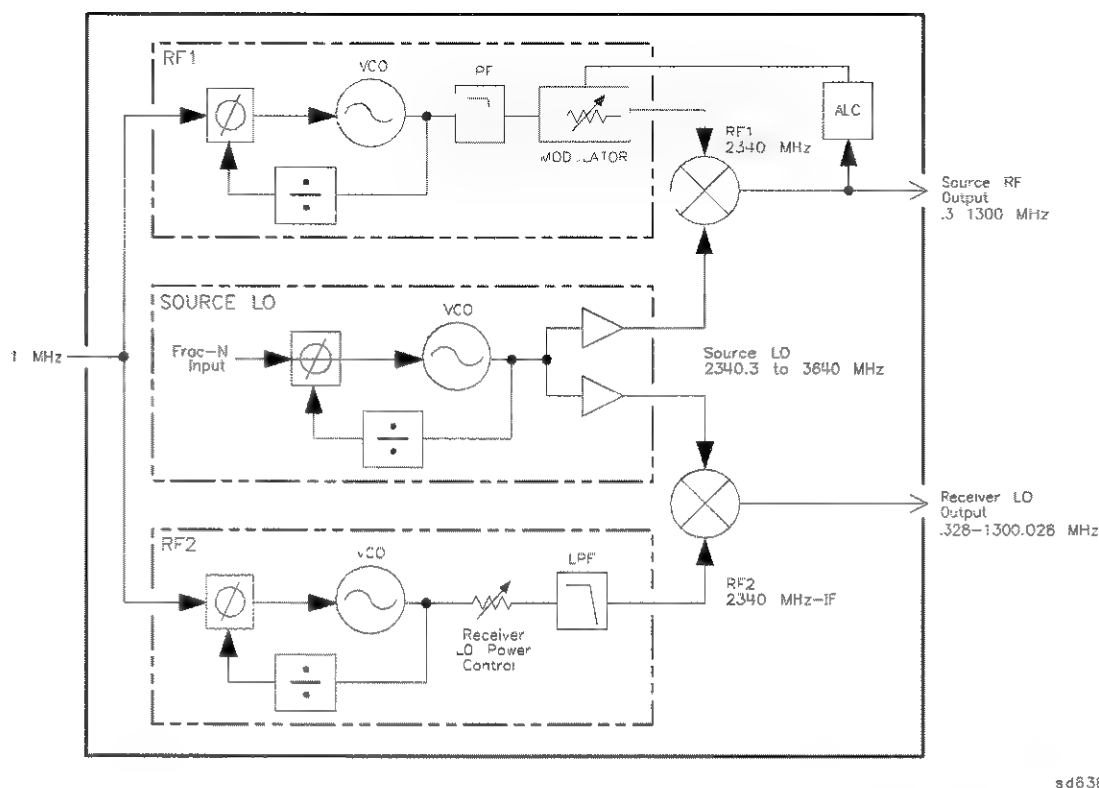 RF1
VCO
PF
ALC
RF1
2340 MHz
Source RF
Output
.3 1300 MHz
SOURCE LO
VCO
1 MHz
Frac-N
Input
Source LO
2340.3 to 3640 MHz
Receiver LO
Output
.328-1300.028 MHz
RF2
VCO
LPF
RF2
2340 MHz-IF
Receiver
LO Power
Control
sd838